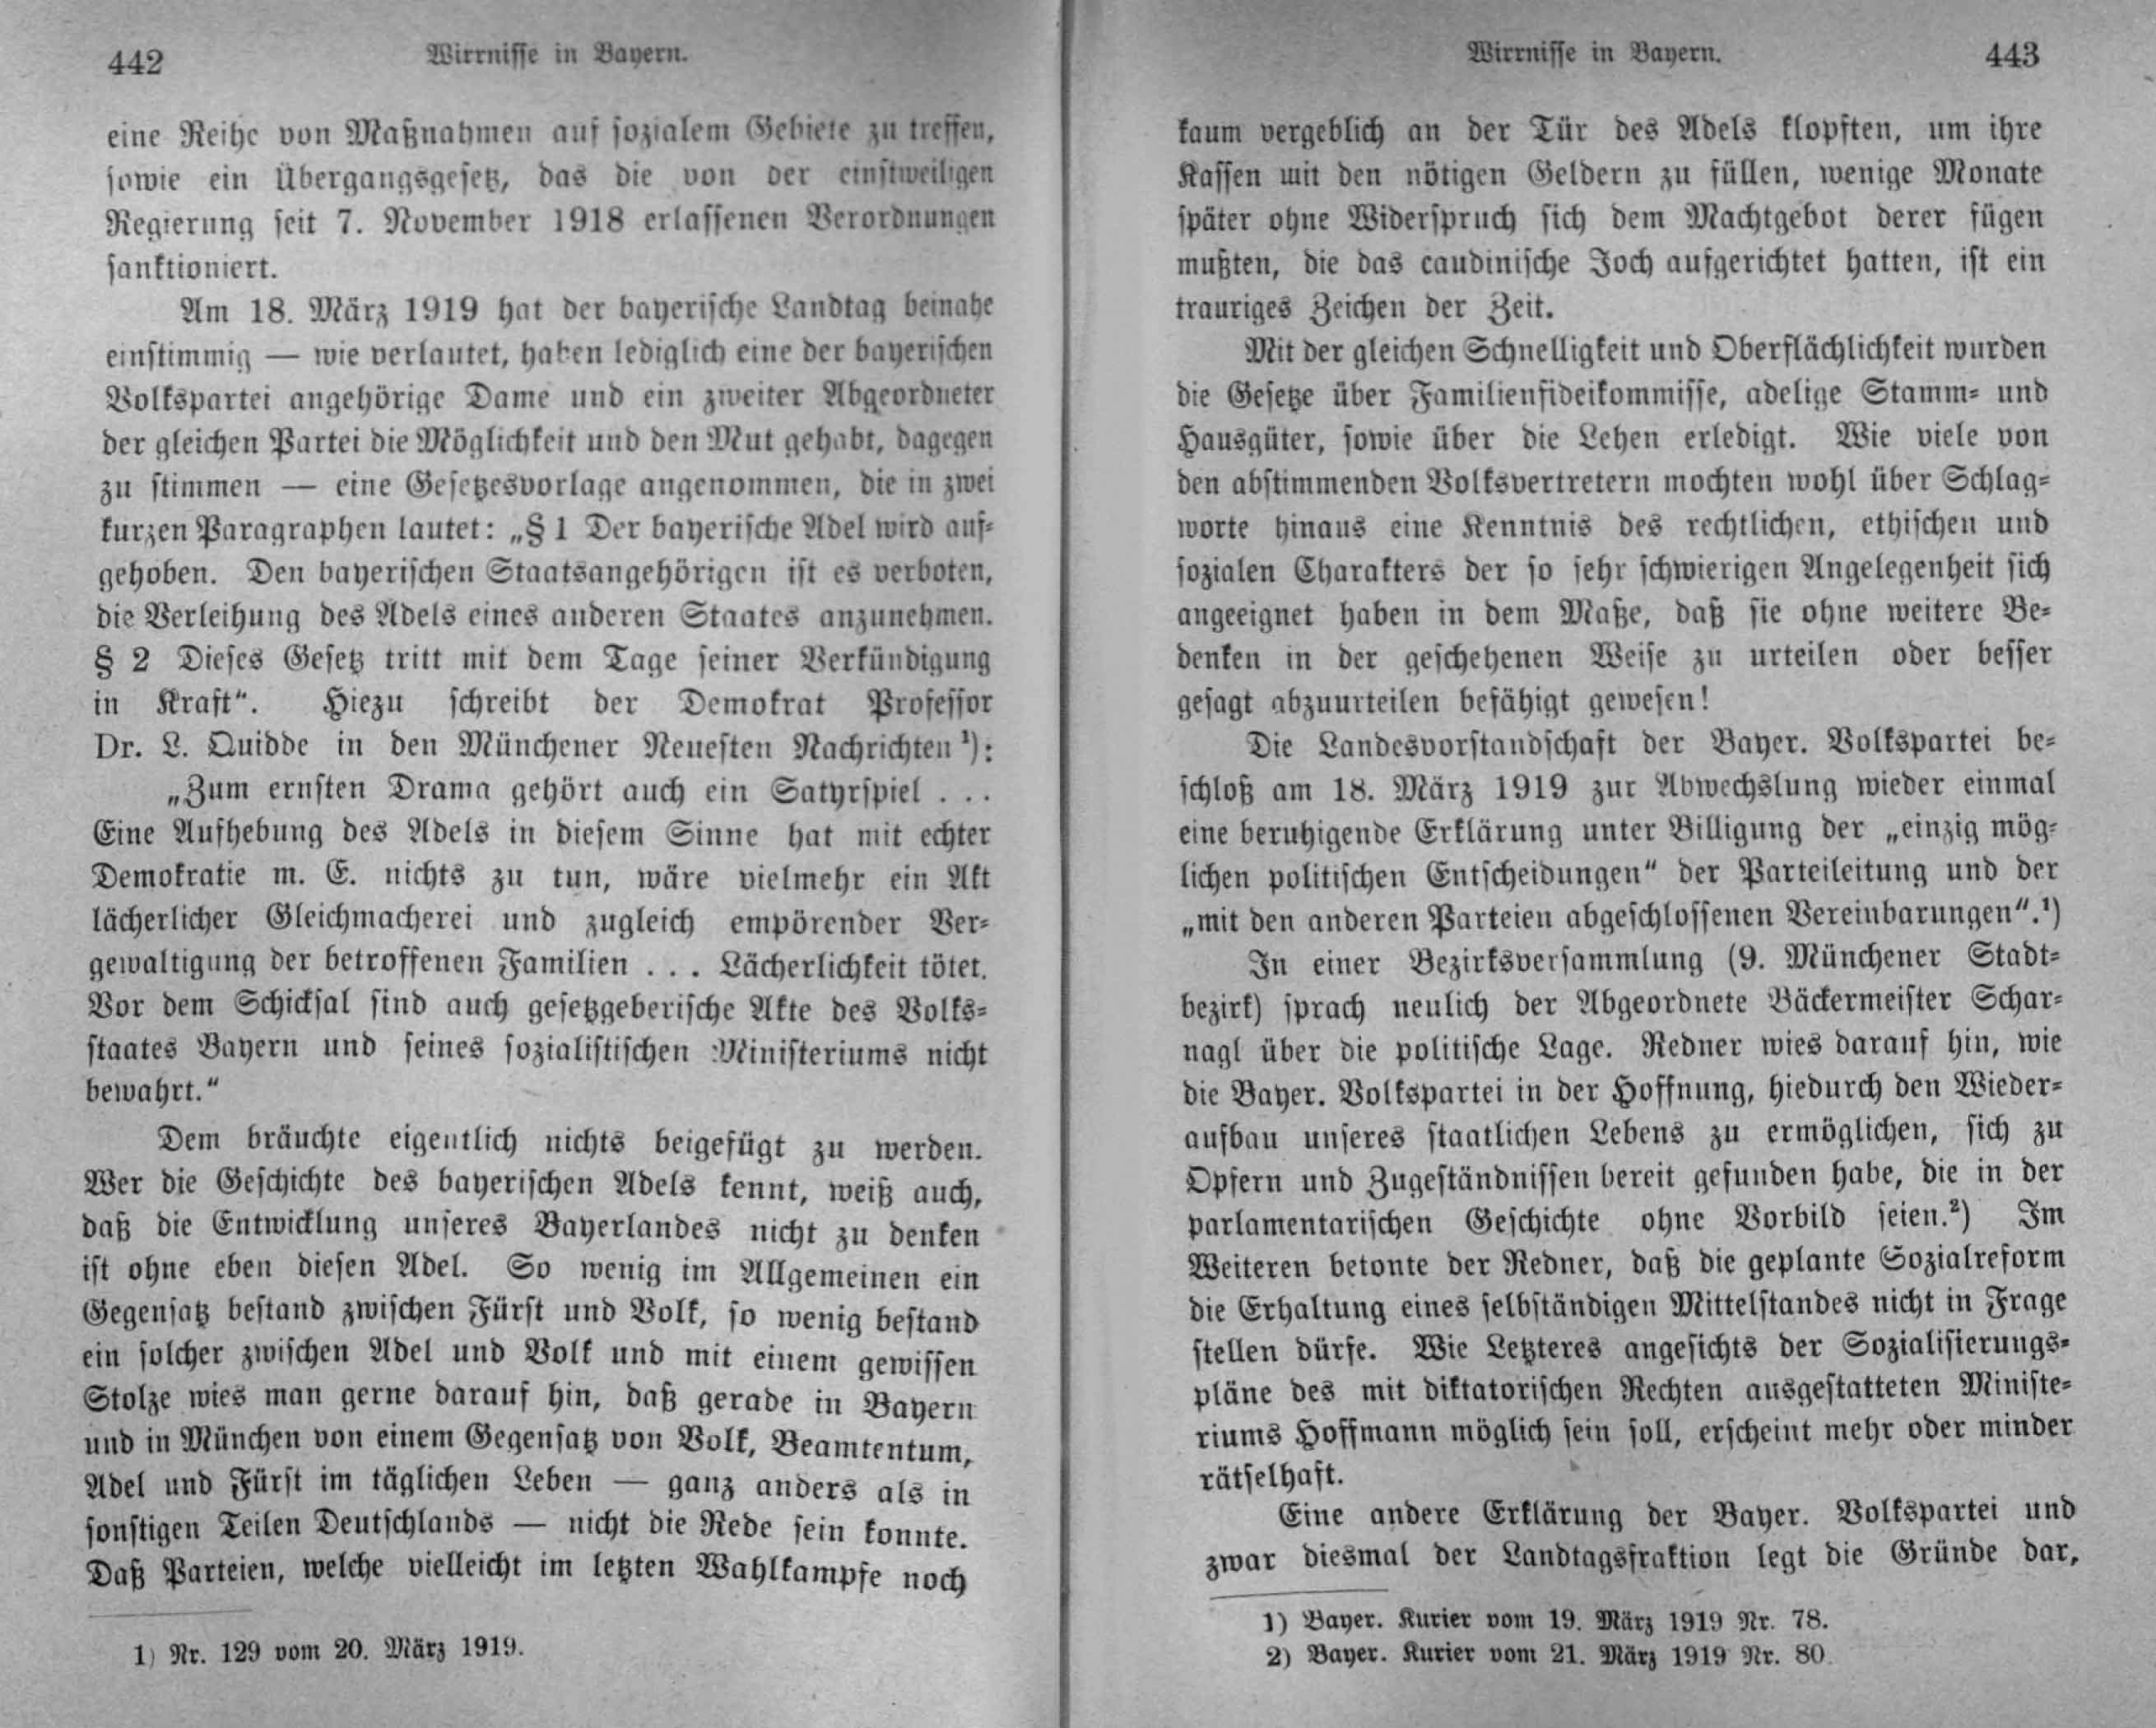 442
Wirrnisse in Bayern.
eine Reihe von Maßnahmen auf sozialem Gebiete zu treffen,
sowie ein Übergangsgesetz, das die von der einstweiligen
Regierung seit 7. November 1918 erlassenen Verordnungen
sanktioniert.
Am 18. März 1919 hat der bayerische Landtag beinahe
einstimmig — wie verlautet, haben lediglich eine der bayerischen
Volkspartei angehörige Dame und ein zweiter Abgeordneter
der gleichen Partei die Möglichkeit und den Mut gehabt, dagegen
zu stimmen — eine Gesetzesvorlage angenommen, die in zwei
kurzen Paragraphen lautet: „§ 1 Der bayerische Adel wird auf-
gehoben. Den bayerischen Staatsangehörigen ist es verboten,
die Verleihung des Adels eines anderen Staates anzunehmen.
§ 2 Dieses Gesetz tritt mit dem Tage seiner Verkündigung
in Kraft“. Hiezu schreibt der Demokrat Professor
Dr. L. Quidde in den Münchener Neuesten Nachrichten ¹):
„Zum ernsten Drama gehört auch ein Satyrspiel . . .
Eine Aufhebung des Adels in diesem Sinne hat mit echter
Demokratie m. E. nichts zu tun, wäre vielmehr ein Akt
lächerlicher Gleichmacherei und zugleich empörender Ver-
gewaltigung der betroffenen Familien . . . Lächerlichkeit tötet.
Vor dem Schicksal sind auch gesetzgeberische Akte des Volks-
staates Bayern und seines sozialistischen Ministeriums nicht
bewahrt.“
Dem bräuchte eigentlich nichts beigefügt zu werden.
Wer die Geschichte des bayerischen Adels kennt, weiß auch,
daß die Entwicklung unseres Bayerlandes nicht zu denken
ist ohne eben diesen Adel. So wenig im Allgemeinen ein
Gegensatz bestand zwischen Fürst und Volk, so wenig bestand
ein solcher zwischen Adel und Volk und mit einem gewissen
Stolze wies man gerne darauf hin, daß gerade in Bayern
und in München von einem Gegensatz von Volk, Beamtentum,
Adel und Fürst im täglichen Leben — ganz anders als in
sonstigen Teilen Deutschlands — nicht die Rede sein konnte.
Daß Parteien, welche vielleicht im letzten Wahlkampfe noch
1) Nr. 129 vom 20. März 1919.
Wirrnisse in Bayern.
443
kaum vergeblich an der Tür des Adels klopften, um ihre
Kassen mit den nötigen Geldern zu füllen, wenige Monate
später ohne Widerspruch sich dem Machtgebot derer fügen
mußten, die das caudinische Joch aufgerichtet hatten, ist ein
trauriges Zeichen der Zeit.
Mit der gleichen Schnelligkeit und Oberflächlichkeit wurden
die Gesetze über Familienfideikommisse, adelige Stamm- und
Hausgüter, sowie über die Lehen erledigt. Wie viele von
den abstimmenden Volksvertretern mochten wohl über Schlag-
worte hinaus eine Kenntnis des rechtlichen, ethischen und
sozialen Charakters der so sehr schwierigen Angelegenheit sich
angeeignet haben in dem Maße, daß sie ohne weitere Be-
denken in der geschehenen Weise zu urteilen oder besser
gesagt abzuurteilen befähigt gewesen!
Die Landesvorstandschaft der Bayer. Volkspartei be-
schloß am 18. März 1919 zur Abwechslung wieder einmal
eine beruhigende Erklärung unter Billigung der „einzig mög-
lichen politischen Entscheidungen“ der Parteileitung und der
„mit den anderen Parteien abgeschlossenen Vereinbarungen“.¹)
In einer Bezirksversammlung (9. Münchener Stadt-
bezirk) sprach neulich der Abgeordnete Bäckermeister Schar-
nagl über die politische Lage. Redner wies darauf hin, wie
die Bayer. Volkspartei in der Hoffnung, hiedurch den Wieder-
aufbau unseres staatlichen Lebens zu ermöglichen, sich zu
Opfern und Zugeständnissen bereit gefunden habe, die in der
parlamentarischen Geschichte ohne Vorbild seien.²) Im
Weiteren betonte der Redner, daß die geplante Sozialreform
die Erhaltung eines selbständigen Mittelstandes nicht in Frage
stellen dürfe. Wie Letzteres angesichts der Sozialisierungs-
pläne des mit diktatorischen Rechten ausgestatteten Ministe-
riums Hoffmann möglich sein soll, erscheint mehr oder minder
rätselhaft.
Eine andere Erklärung der Bayer. Volkspartei und
zwar diesmal der Landtagsfraktion legt die Gründe dar,
1) Bayer. Kurier vom 19. März 1919 Nr. 78.
2) Bayer. Kurier vom 21. März 1919 Nr. 80.